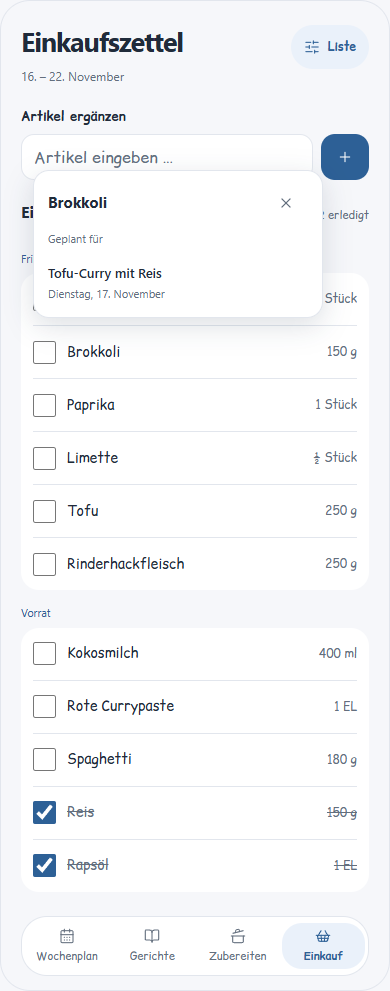 Einkaufszettel
Liste
16. – 22. November
Artikel ergänzen
Artikel eingeben ...
Brokkoli
erledigt
Geplant für
Tofu-Curry mit Reis
Dienstag, 17. November
Stück
Brokkoli 150 g
Paprika 1 Stück
Limette ½ Stück
Tofu 250 g
Rinderhackfleisch 250 g
Vorrat
Kokosmilch 400 ml
Rote Currypaste 1 EL
Spaghetti 180 g
Reis 150 g
Rapsöl 1 EL
Wochenplan Gerichte Zubereiten Einkauf